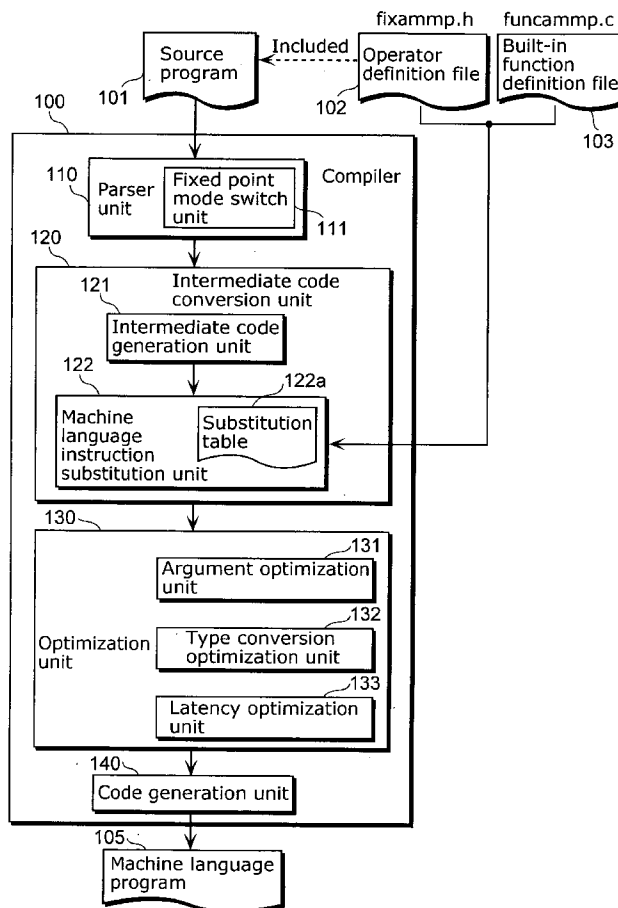 fixammp.h
funcammp.c
Source
program
Included
Operator
definition file
Built-in
function
definition file
101
102
103
100
Compiler
110
Parser
unit
Fixed point
mode switch
unit
111
120
Intermediate code
conversion unit
121
Intermediate code
generation unit
122
122a
Machine
language
instruction
substitution unit
Substitution
table
130
131
Argument optimization
unit
132
Optimization
unit
Type conversion
optimization unit
133
Latency optimization
unit
140
Code generation unit
105
Machine language
program